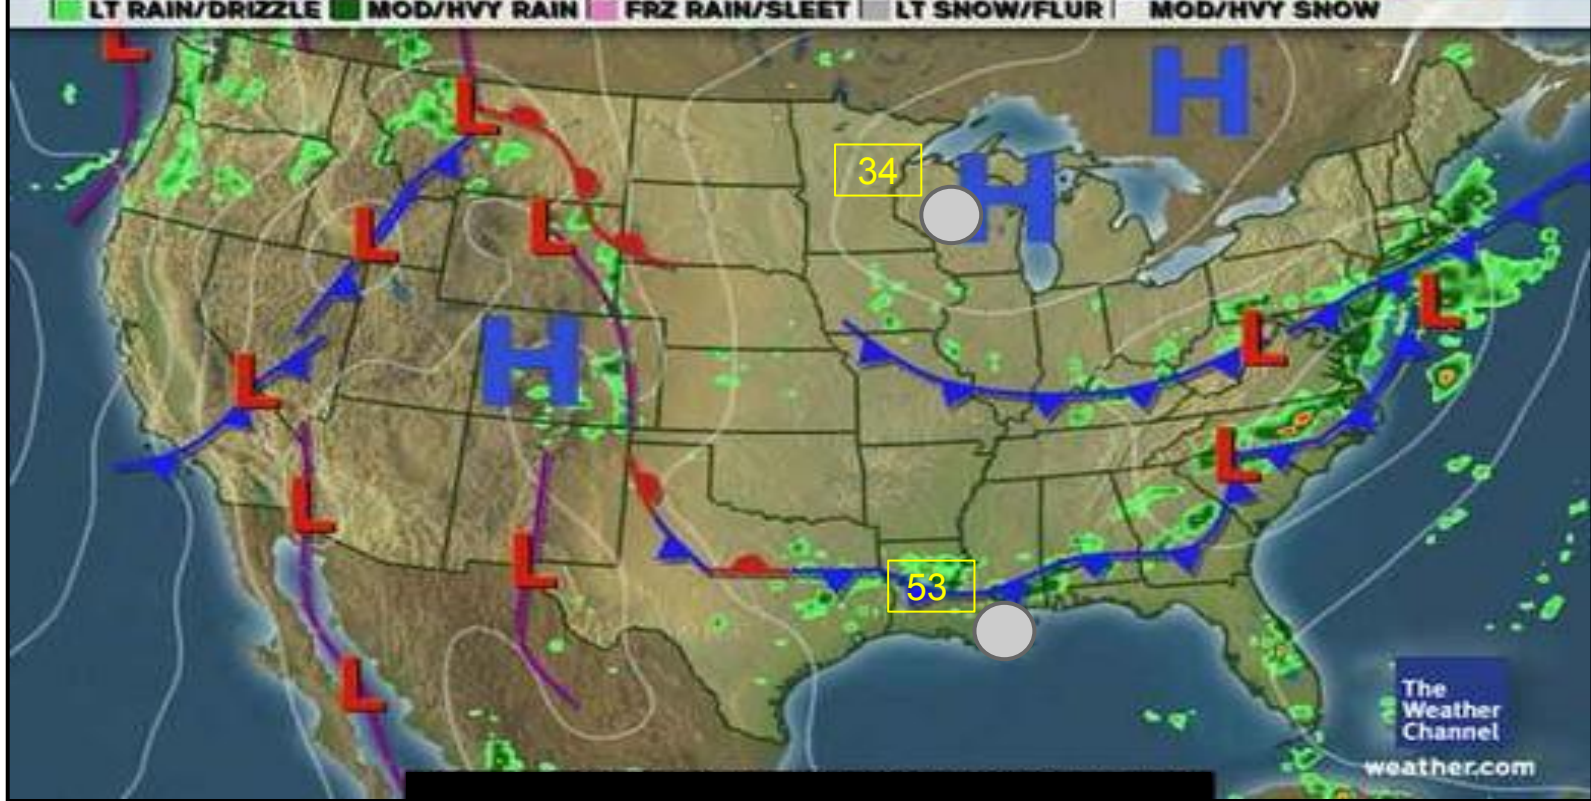 LT RAIN/DRIZZLE MOD/HVY RAIN FRZ RAIN/SLEET LT SNOW/FLUR MOD/HVY SNOW
L
H
L
34
H
L
L
L
L
H
L
L
L
L
53
L
L
The
Weather
Channel
weather.com